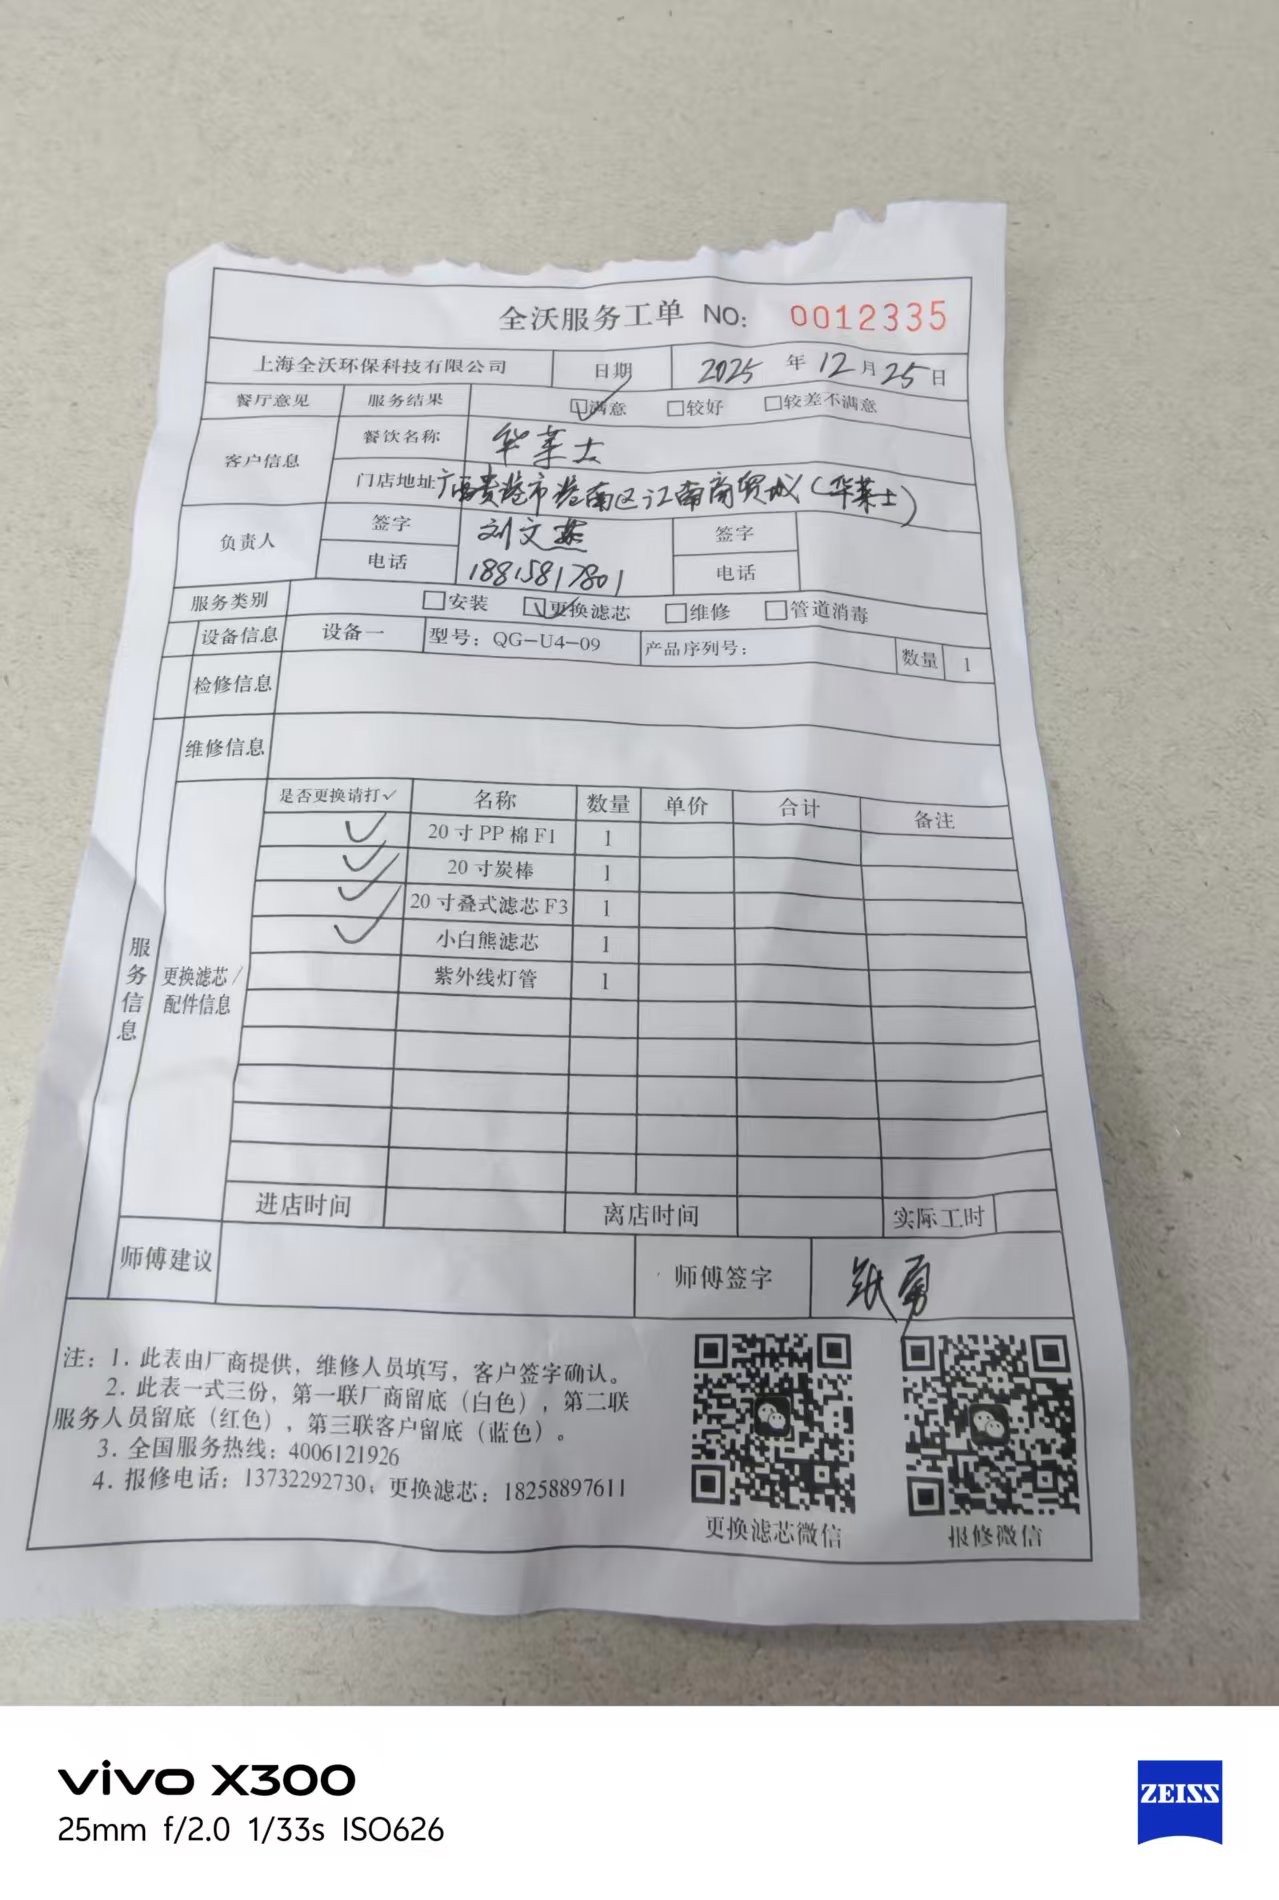 全沃服务工单 NO: 0012335
上海全沃环保科技有限公司 日期 2025 年 12 月 25 日
餐厅意见 服务结果 ☑满意 □较好 □较差不满意
客户信息 餐饮名称 华莱士
门店地址 广西贵港市港南区江南商贸城(华莱士)
负责人 签字 刘文燕 签字
电话 18815817801 电话
服务类别 □安装 ☑更换滤芯 □维修 □管道消毒
设备信息 设备一 型号: QG-U4-09 产品序列号: 数量 1
检修信息
维修信息
服务信息
更换滤芯/配件信息
是否更换请打✓ 名称 数量 单价 合计 备注
✓ 20寸PP棉F1 1
✓ 20寸炭棒 1
✓ 20寸叠式滤芯F3 1
✓ 小白熊滤芯 1
紫外线灯管 1
进店时间 离店时间 实际工时
师傅建议 师傅签字
注: 1. 此表由厂商提供, 维修人员填写, 客户签字确认。
2. 此表一式三份, 第一联厂商留底(白色), 第二联
服务人员留底(红色), 第三联客户留底(蓝色)。
3. 全国服务热线: 4006121926
4. 报修电话: 13732292730; 更换滤芯: 18258897611
更换滤芯微信 报修微信
vivo X300
25mm f/2.0 1/33s ISO626
ZEISS